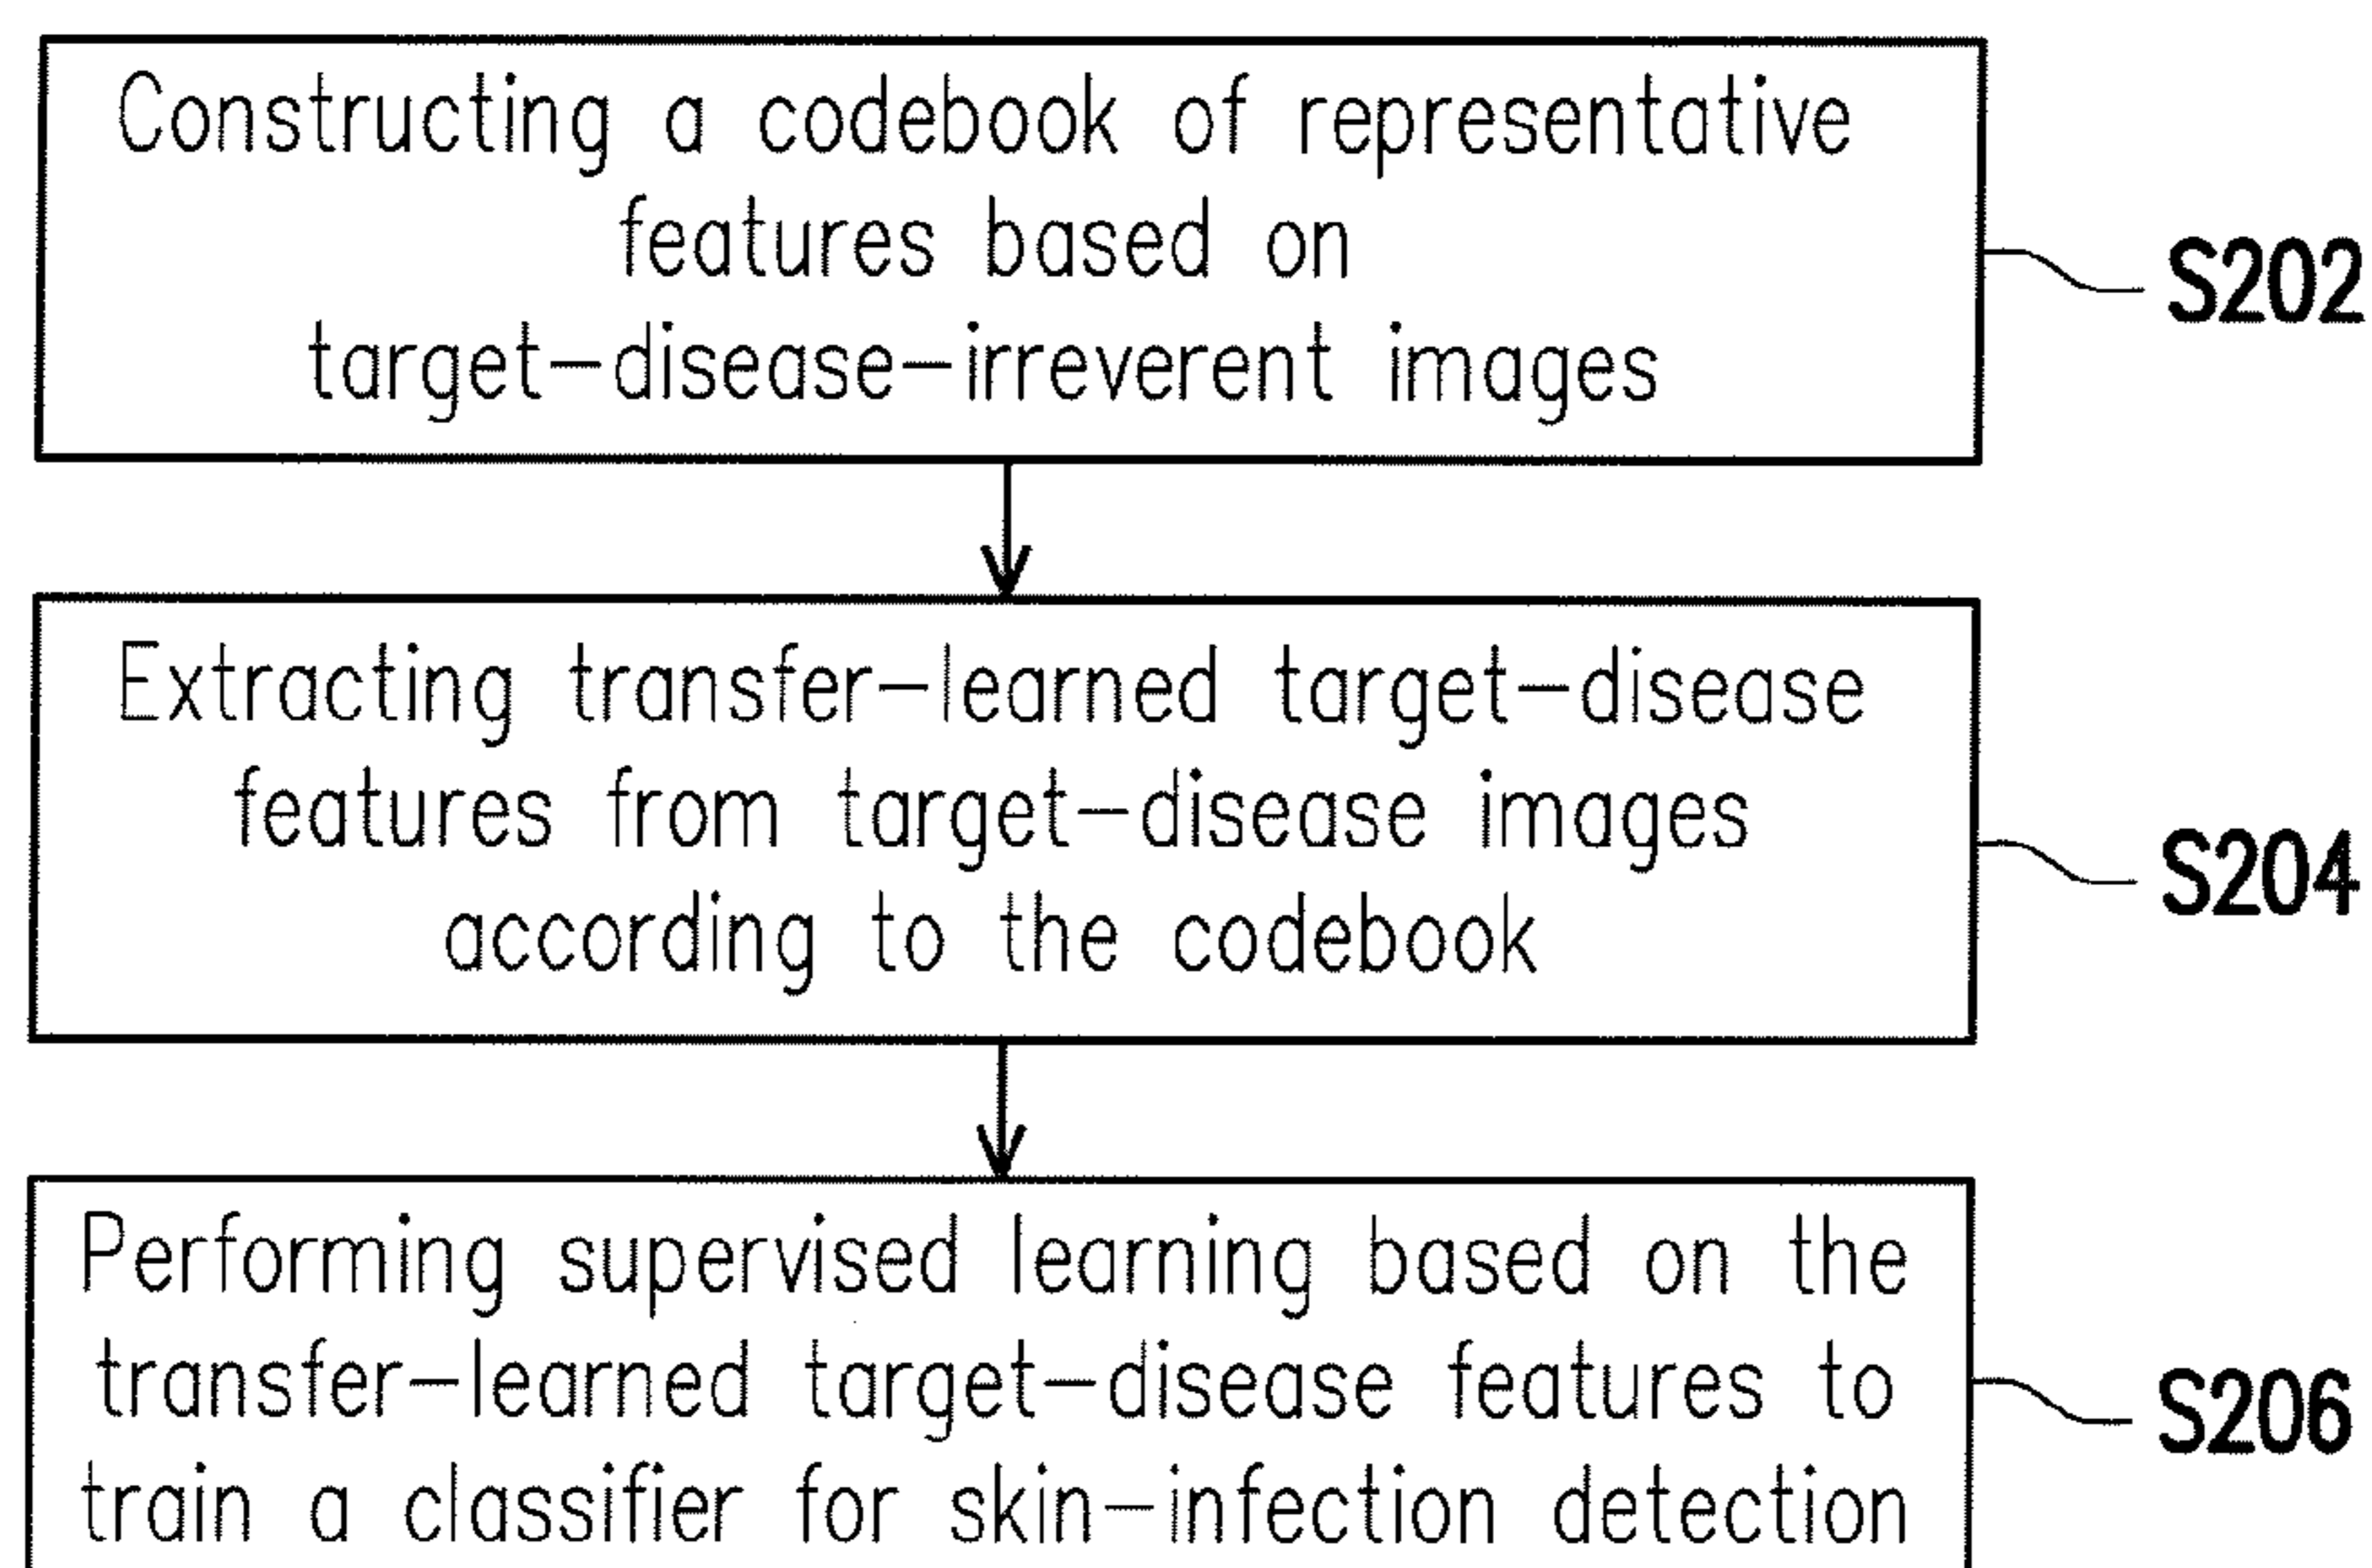 Constructing a codebook of representative
features based on
target-disease-irreverent images
S202
Extracting transfer-learned target-disease
features from target-disease images
according to the codebook
S204
Performing supervised learning based on the
transfer-learned target-disease features to
train a classifier for skin-infection detection
S206